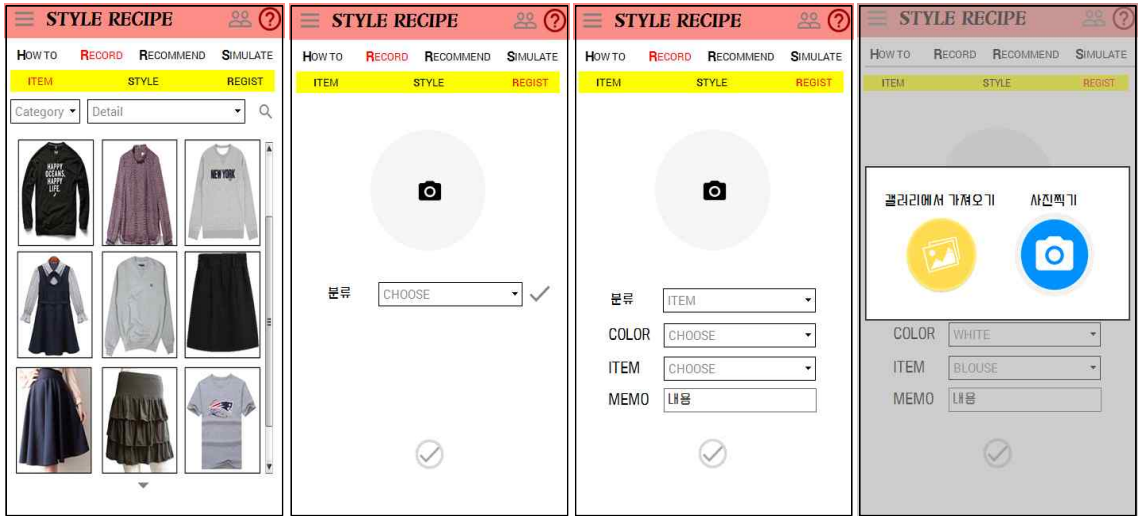 STYLE RECIPE ?
HOW TO RECORD RECOMMEND SIMULATE
ITEM STYLE REGIST
Category Detail
HAPPY
OCEANS,
HAPPY
LIFE.
NEW YORK
STYLE RECIPE ?
HOW TO RECORD RECOMMEND SIMULATE
ITEM STYLE REGIST
분류 CHOOSE
STYLE RECIPE ?
HOW TO RECORD RECOMMEND SIMULATE
ITEM STYLE REGIST
분류 ITEM
COLOR CHOOSE
ITEM CHOOSE
MEMO 내용
STYLE RECIPE ?
HOW TO RECORD RECOMMEND SIMULATE
ITEM STYLE REGIST
갤러리에서 가져오기 사진찍기
COLOR WHITE
ITEM BLOUSE
MEMO 내용